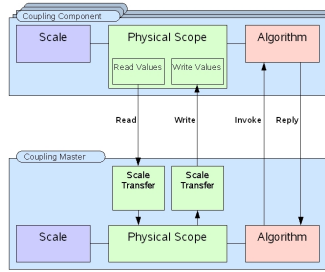 Coupling Component
Scale
Physical Scope
Algorithm
Read Values
Write Values
Read
Write
Invoke
Reply
Coupling Master
Scale
Transfer
Scale
Transfer
Scale
Physical Scope
Algorithm